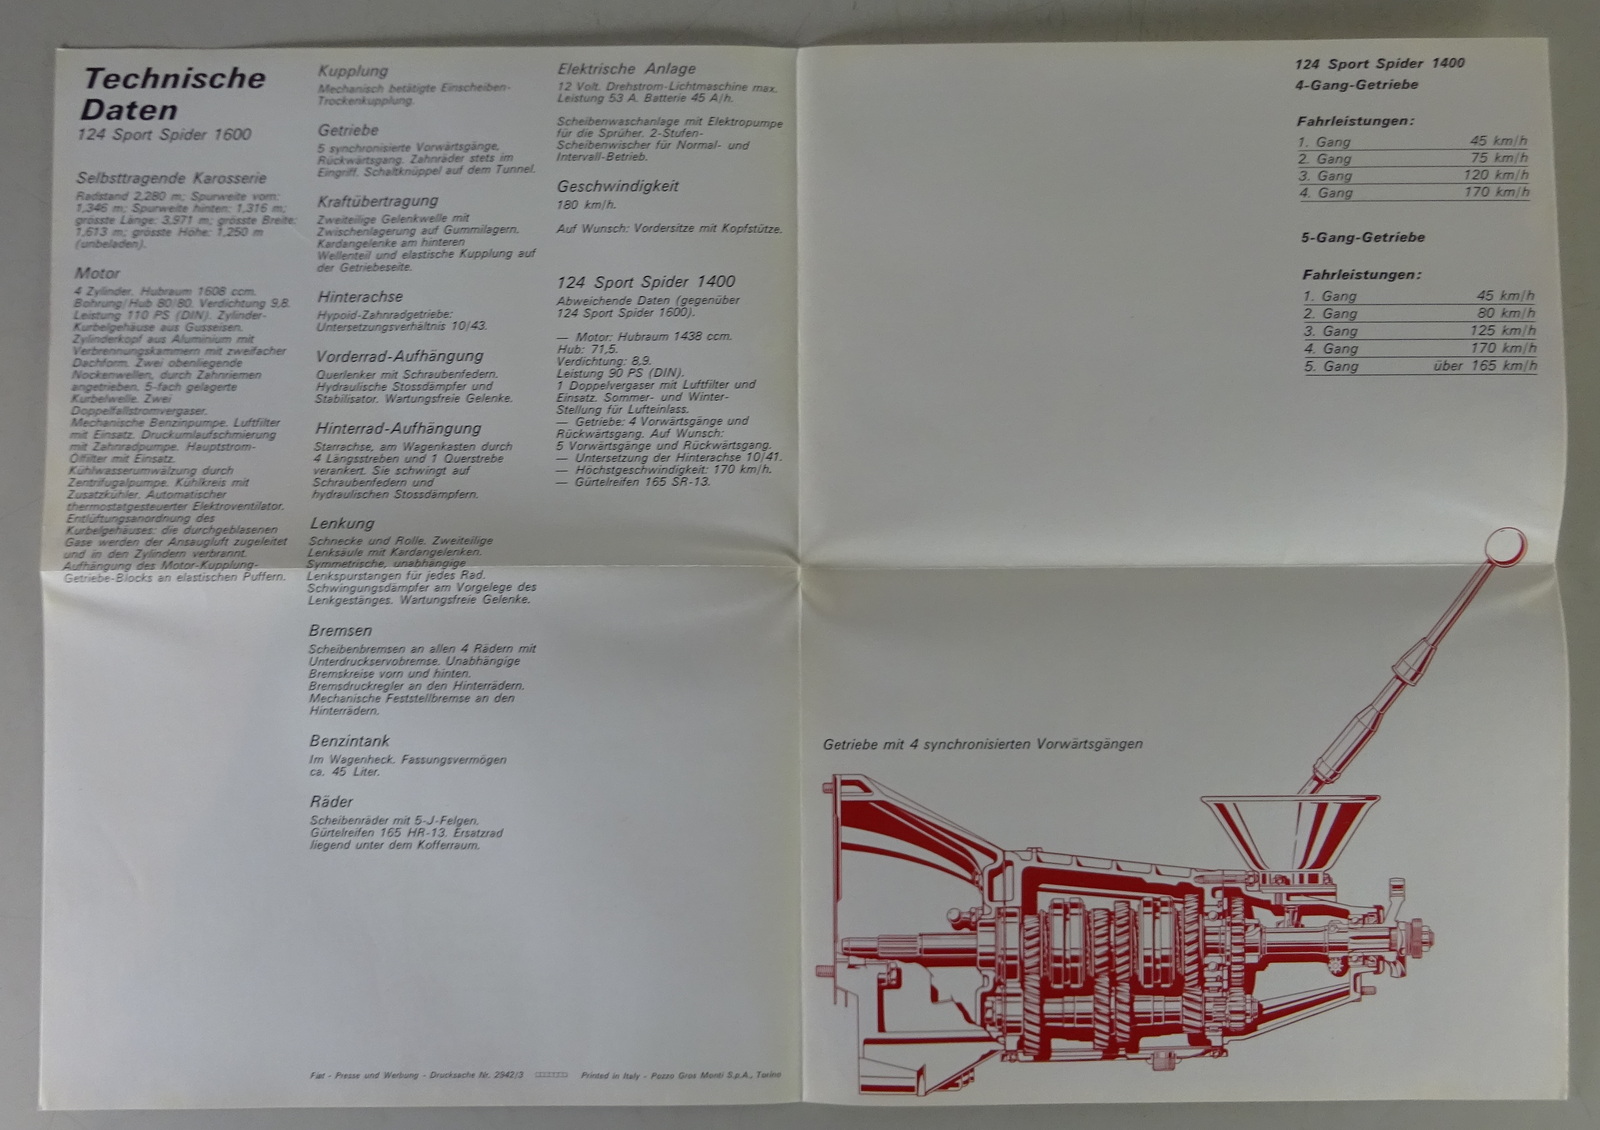 Technische
Daten
124 Sport Spider 1600
Selbsttragende Karosserie
Radstand 2,280 m; Spurweite vorn:
1,346 m; Spurweite hinten: 1,316 m;
grösste Länge: 3,971 m; grösste Breite:
1,613 m; grösste Höhe: 1,250 m
(unbeladen).
Motor
4 Zylinder. Hubraum 1608 ccm.
Bohrung/Hub 80/80. Verdichtung 9,8.
Leistung 110 PS (DIN). Zylinder-
Kurbelgehäuse aus Gusseisen.
Zylinderkopf aus Aluminium mit
Verbrennungskammern mit zweifacher
Dachform. Zwei obenliegende
Nockenwellen, durch Zahnriemen
angetrieben. 5-fach gelagerte
Kurbelwelle. Zwei
Doppelfallstromvergaser.
Mechanische Benzinpumpe. Luftfilter
mit Einsatz. Druckumlaufschmierung
mit Zahnradpumpe. Hauptstrom-
Ölfilter mit Einsatz.
Kühlwasserumwälzung durch
Zentrifugalpumpe. Kühlkreis mit
Zusatzkühler. Automatischer
thermostatgesteuerter Elektroventilator.
Entlüftungsanordnung des
Kurbelgehäuses: die durchgeblasenen
Gase werden der Ansaugluft zugeleitet
und in den Zylindern verbrannt.
Aufhängung des Motor-Kupplung-
Getriebe-Blocks an elastischen Puffern.
Kupplung
Mechanisch betätigte Einscheiben-
Trockenkupplung.
Getriebe
5 synchronisierte Vorwärtsgänge,
Rückwärtsgang. Zahnräder stets im
Eingriff. Schaltknüppel auf dem Tunnel.
Kraftübertragung
Zweiteilige Gelenkwelle mit
Zwischenlagerung auf Gummilagern.
Kardangelenke am hinteren
Wellenteil und elastische Kupplung auf
der Getriebeseite.
Hinterachse
Hypoid-Zahnradgetriebe:
Untersetzungsverhältnis 10/43.
Vorderrad-Aufhängung
Querlenker mit Schraubenfedern.
Hydraulische Stossdämpfer und
Stabilisator. Wartungsfreie Gelenke.
Hinterrad-Aufhängung
Starrachse, am Wagenkasten durch
4 Längsstreben und 1 Querstrebe
verankert. Sie schwingt auf
Schraubenfedern und
hydraulischen Stossdämpfern.
Lenkung
Schnecke und Rolle. Zweiteilige
Lenksäule mit Kardangelenken.
Symmetrische, unabhängige
Lenkspurstangen für jedes Rad.
Schwingungsdämpfer am Vorgelege des
Lenkgestänges. Wartungsfreie Gelenke.
Bremsen
Scheibenbremsen an allen 4 Rädern mit
Unterdruckservobremse. Unabhängige
Bremskreise vorn und hinten.
Bremsdruckregler an den Hinterrädern.
Mechanische Feststellbremse an den
Hinterrädern.
Benzintank
Im Wagenheck. Fassungsvermögen
ca. 45 Liter.
Räder
Scheibenräder mit 5-J-Felgen.
Gürtelreifen 165 HR-13. Ersatzrad
liegend unter dem Kofferraum.
Elektrische Anlage
12 Volt. Drehstrom-Lichtmaschine max.
Leistung 53 A. Batterie 45 A/h.
Scheibenwaschanlage mit Elektropumpe
für die Sprüher. 2-Stufen-
Scheibenwischer für Normal- und
Intervall-Betrieb.
Geschwindigkeit
180 km/h.
Auf Wunsch: Vordersitze mit Kopfstütze.
124 Sport Spider 1400
Abweichende Daten (gegenüber
124 Sport Spider 1600).
— Motor: Hubraum 1438 ccm.
Hub: 71,5.
Verdichtung: 8,9.
Leistung 90 PS (DIN).
1 Doppelvergaser mit Luftfilter und
Einsatz. Sommer- und Winter-
Stellung für Lufteinlass.
— Getriebe: 4 Vorwärtsgänge und
Rückwärtsgang. Auf Wunsch:
5 Vorwärtsgänge und Rückwärtsgang.
— Untersetzung der Hinterachse 10/41.
— Höchstgeschwindigkeit: 170 km/h.
— Gürtelreifen 165 SR-13.
Fiat - Presse und Werbung - Drucksache Nr. 2942/3
Printed in Italy - Pozzo Gros Monti S.p.A., Torino
124 Sport Spider 1400
4-Gang-Getriebe
Fahrleistungen:
1. Gang 45 km/h
2. Gang 75 km/h
3. Gang 120 km/h
4. Gang 170 km/h
5-Gang-Getriebe
Fahrleistungen:
1. Gang 45 km/h
2. Gang 80 km/h
3. Gang 125 km/h
4. Gang 170 km/h
5. Gang über 165 km/h
Getriebe mit 4 synchronisierten Vorwärtsgängen